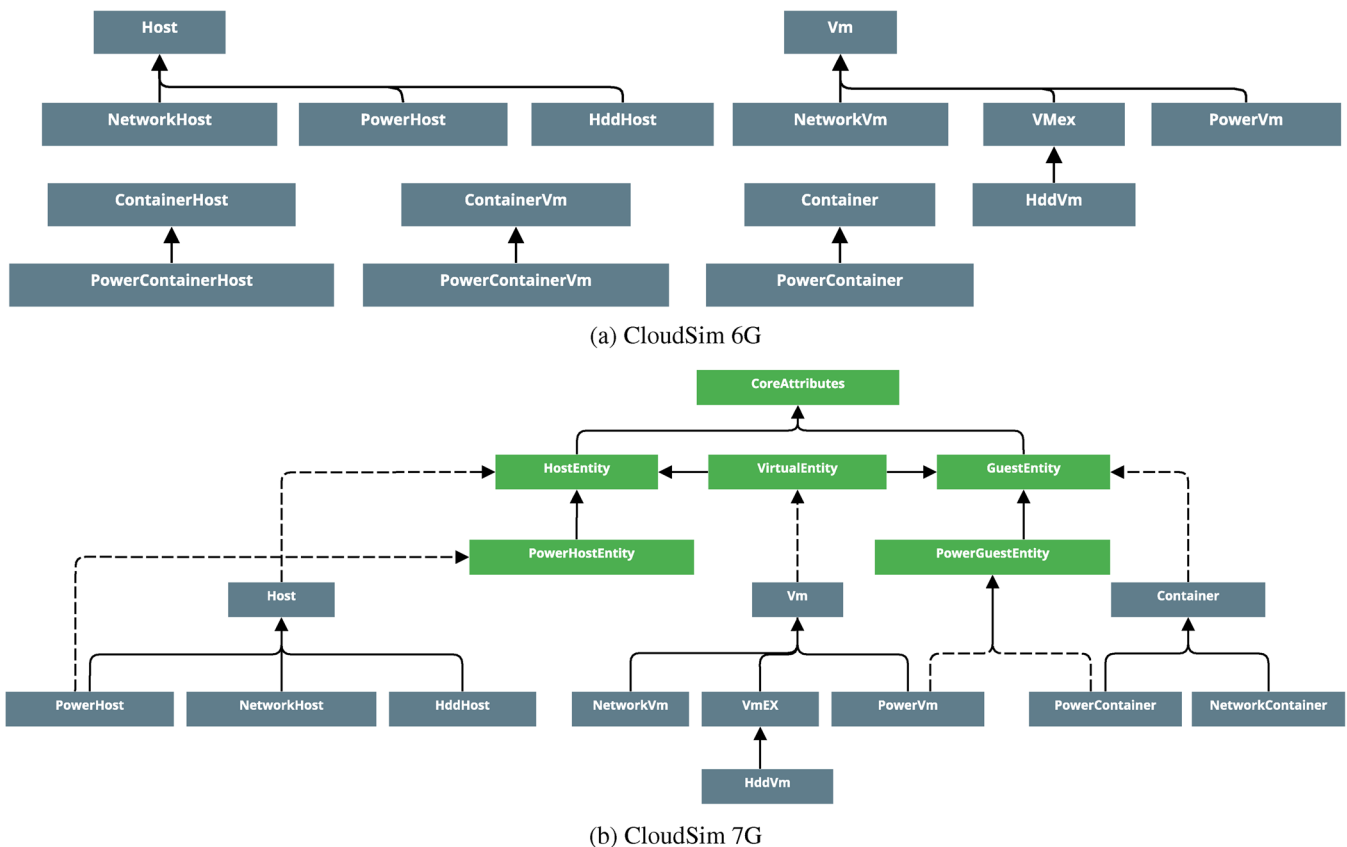 Host Vm
NetworkHost PowerHost HddHost NetworkVm VMex PowerVm
ContainerHost ContainerVm Container HddVm
PowerContainerHost PowerContainerVm PowerContainer
(a) CloudSim 6G
CoreAttributes
HostEntity VirtualEntity GuestEntity
PowerHostEntity PowerGuestEntity
Host Vm Container
PowerHost NetworkHost HddHost NetworkVm VmEX PowerVm PowerContainer NetworkContainer
HddVm
(b) CloudSim 7G